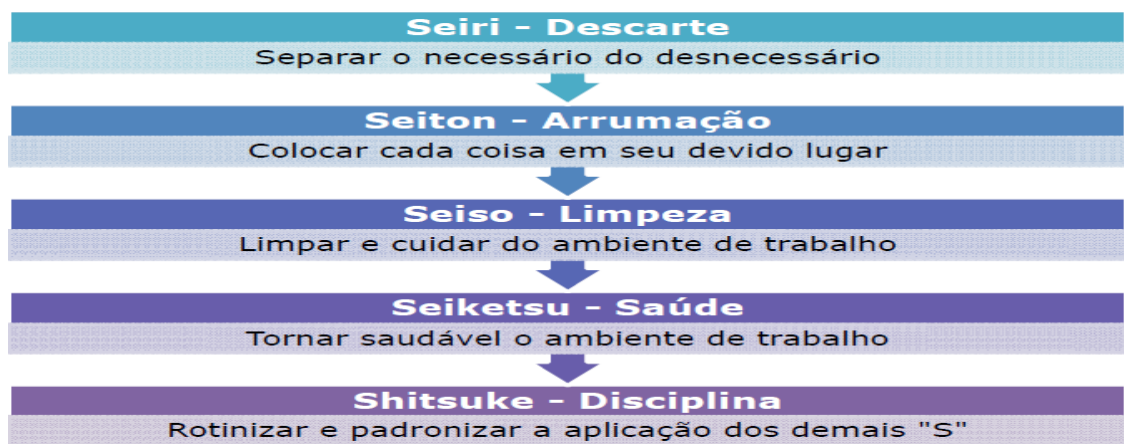 Seiri – Descarte
Separar o necessário do desnecessário
Seiton – Arrumação
Colocar cada coisa em seu devido lugar
Seiso – Limpeza
Limpar e cuidar do ambiente de trabalho
Seiketsu – Saúde
Tornar saudável o ambiente de trabalho
Shitsuke – Disciplina
Rotinizar e padronizar a aplicação dos demais "S"